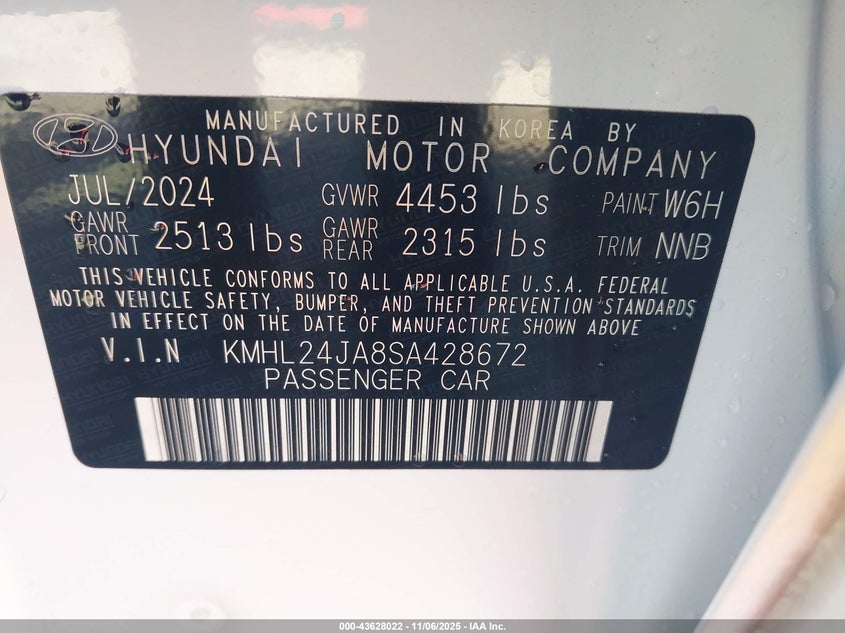 MANUFACTURED IN KOREA BY
HYUNDAI MOTOR COMPANY
JUL/2024 GVWR 4453 lbs PAINT W6H
GAWR FRONT 2513 lbs GAWR REAR 2315 lbs TRIM NNB
THIS VEHICLE CONFORMS TO ALL APPLICABLE U.S.A. FEDERAL
MOTOR VEHICLE SAFETY, BUMPER, AND THEFT PREVENTION STANDARDS
IN EFFECT ON THE DATE OF MANUFACTURE SHOWN ABOVE
V.I.N KMHL24JA8SA428672
PASSENGER CAR
000-43628022 - 11/06/2025 - IAA Inc.